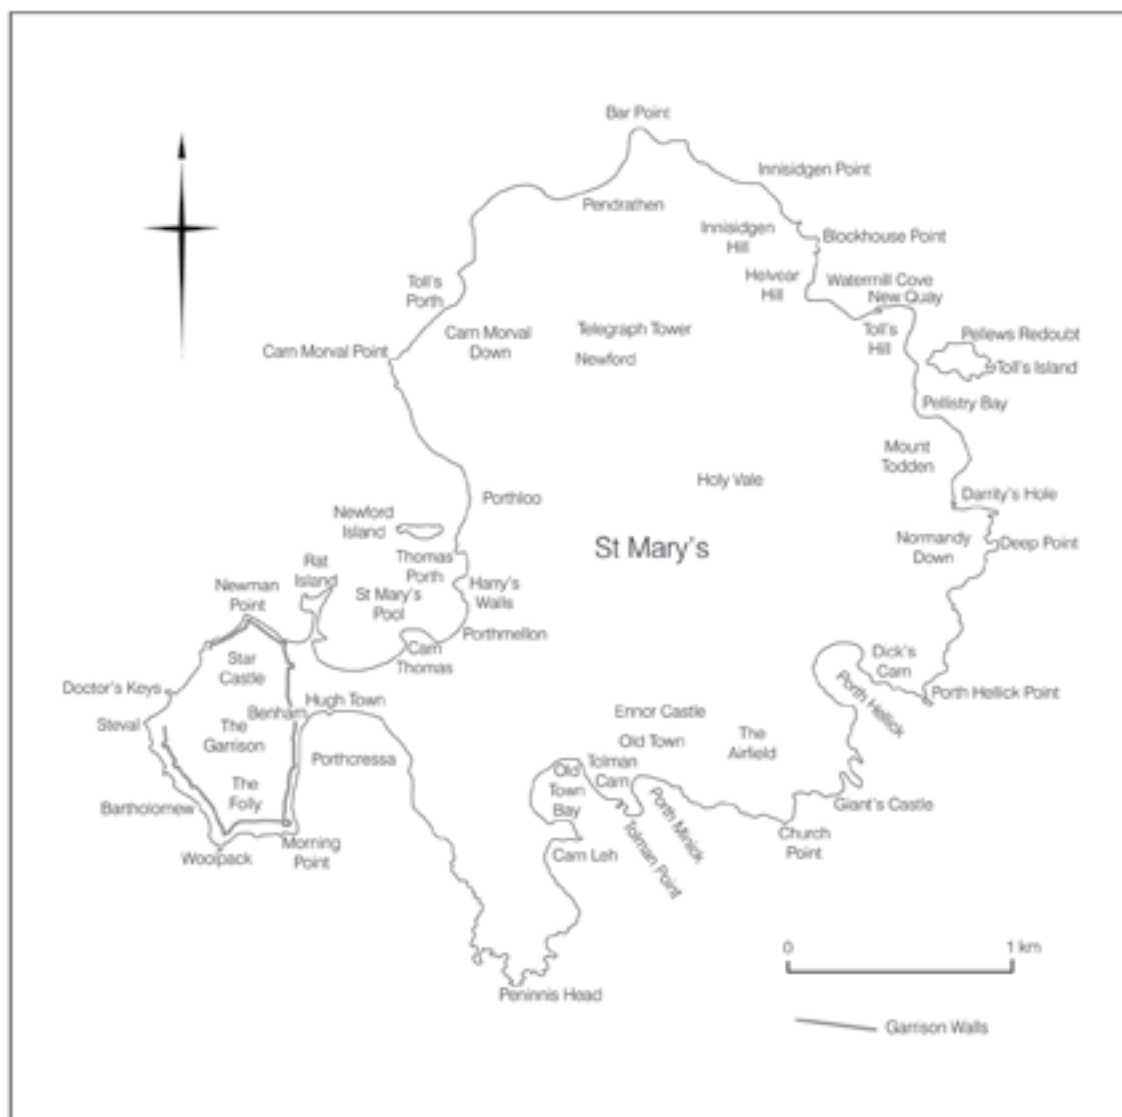 Bar Point
Innisidgen Point
Pendrathen
Innisidgen
Hill
Blockhouse Point
Helvear
Hill
Watermill Cove
New Quay
Toll's
Porth
Toll's
Hill
Pellews Redoubt
Toll's Island
Carn Morval Point
Carn Morval
Down
Telegraph Tower
Newford
Pellistry Bay
Mount
Todden
Holy Vale
Porthloo
Darrity's Hole
Newford
Island
Normandy
Down
Deep Point
St Mary's
Thomas
Porth
Rat
Island
Newman
Point
St Mary's
Pool
Harry's
Walls
Porthmellon
Carn
Thomas
Star
Castle
Dick's
Carn
Doctor's Keys
Porth Hellick
Porth Hellick Point
Steval
Benham
Hugh Town
The
Garrison
Ennor Castle
Old Town
The
Airfield
Porthcressa
Tolman
Carn
Old
Town
Bay
The
Folly
Bartholomew
Porth Minick
Giant's Castle
Tolman Point
Church
Point
Morning
Point
Woolpack
Carn Leh
Peninnis Head
0
1 km
Garrison Walls